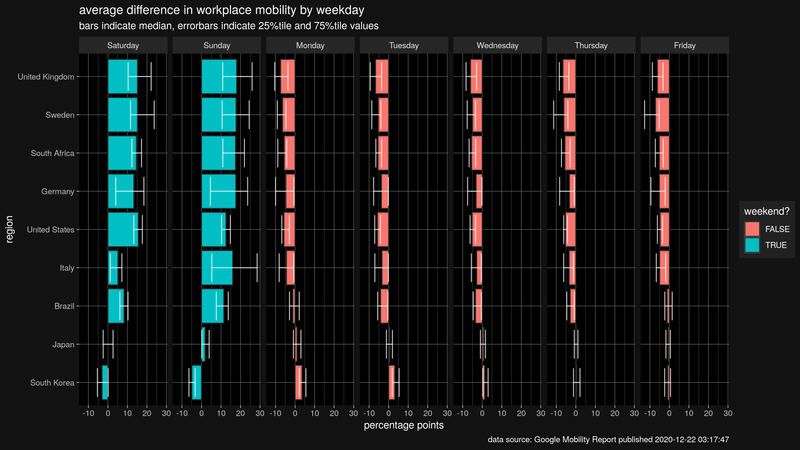 average difference in workplace mobility by weekday
bars indicate median, errorbars indicate 25%tile and 75%tile values
Saturday Sunday Monday Tuesday Wednesday Thursday Friday
United Kingdom
Sweden
South Africa
Germany
United States
Italy
Brazil
Japan
South Korea
region
weekend?
FALSE
TRUE
-10 0 10 20 30 -10 0 10 20 30 -10 0 10 20 30 -10 0 10 20 30 -10 0 10 20 30 -10 0 10 20 30 -10 0 10 20 30
percentage points
data source: Google Mobility Report published 2020-12-22 03:17:47